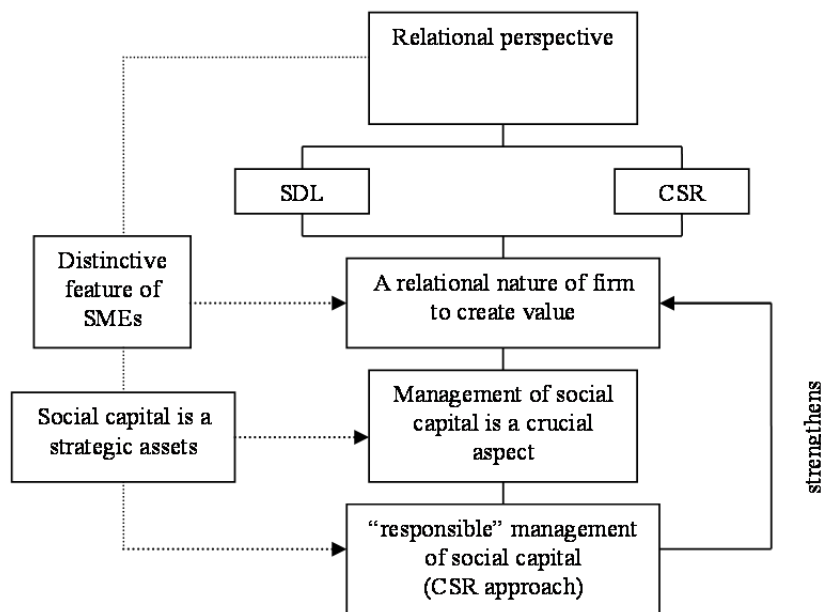 Relational perspective
SDL
CSR
Distinctive
feature of
SMEs
A relational nature of firm
to create value
Social capital is a
strategic assets
Management of social
capital is a crucial
aspect
“responsible” management
of social capital
(CSR approach)
strengthens